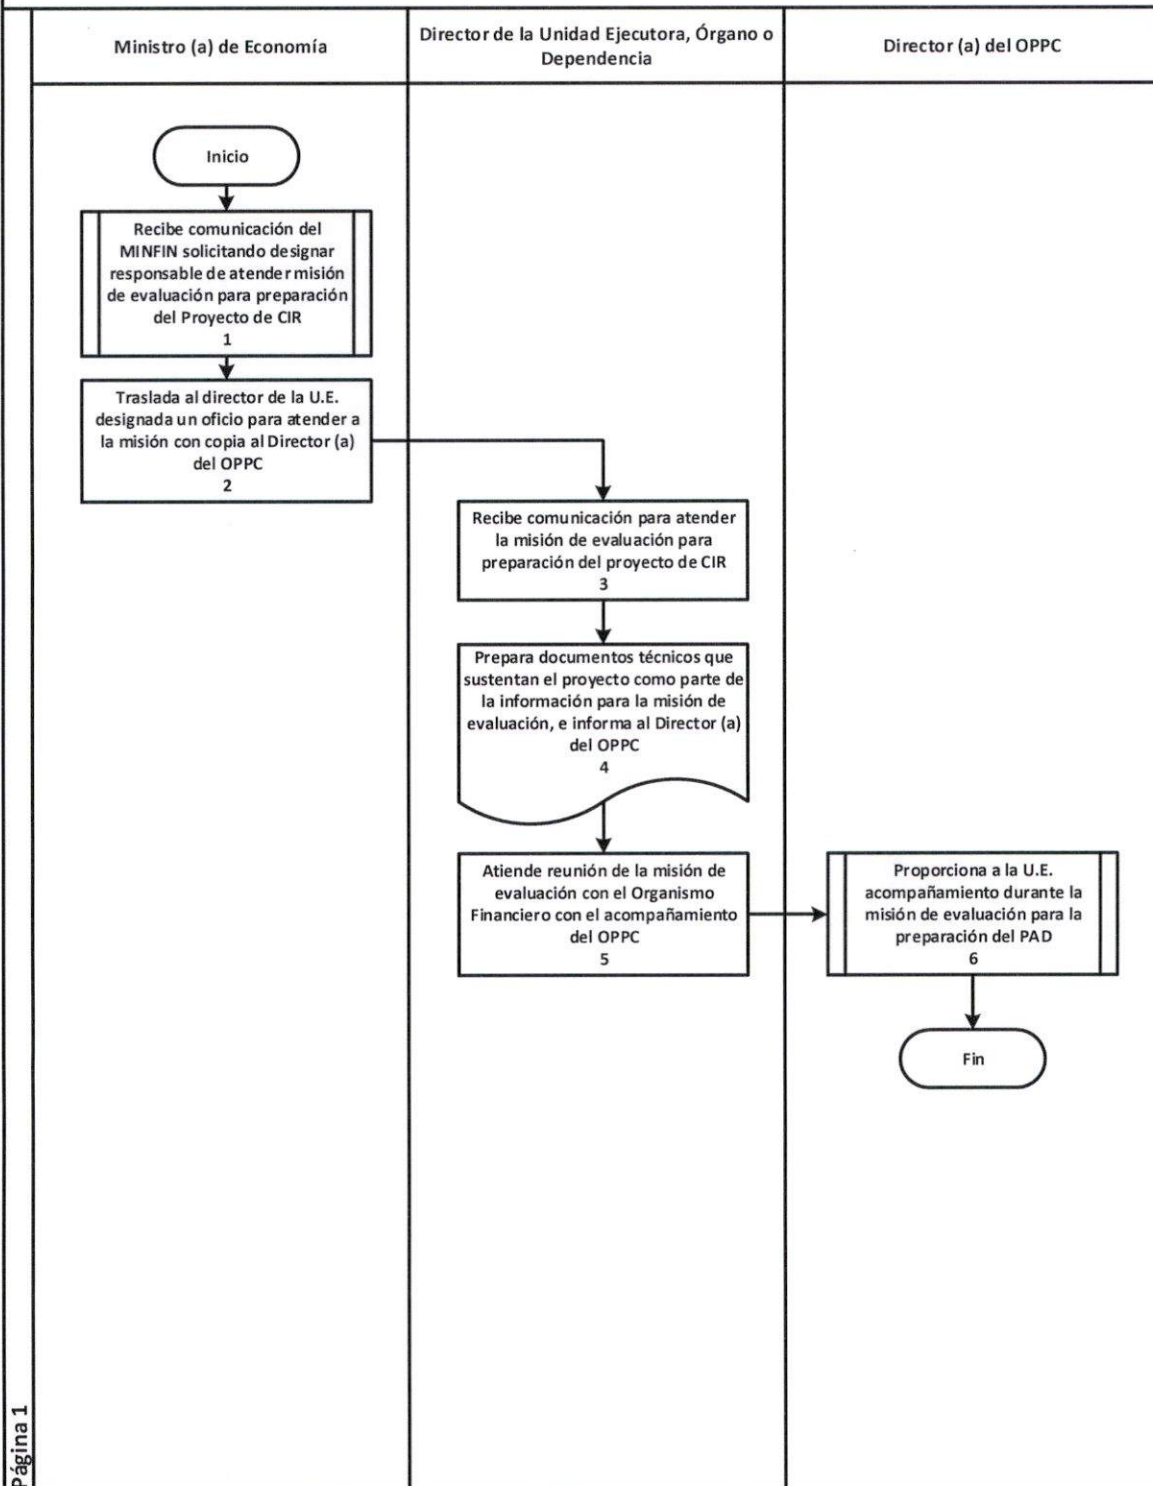 Ministro (a) de Economía
Director de la Unidad Ejecutora, Órgano o
Dependencia
Director (a) del OPPC
Inicio
Recibe comunicación del
MINFIN solicitando designar
responsable de atender misión
de evaluación para preparación
del Proyecto de CIR
1
Traslada al director de la U.E.
designada un oficio para atender a
la misión con copia al Director (a)
del OPPC
2
Recibe comunicación para atender
la misión de evaluación para
preparación del proyecto de CIR
3
Prepara documentos técnicos que
sustentan el proyecto como parte de
la información para la misión de
evaluación, e informa al Director (a)
del OPPC
4
Atiende reunión de la misión de
evaluación con el Organismo
Financiero con el acompañamiento
del OPPC
5
Proporciona a la U.E.
acompañamiento durante la
misión de evaluación para la
preparación del PAD
6
Fin
Página 1